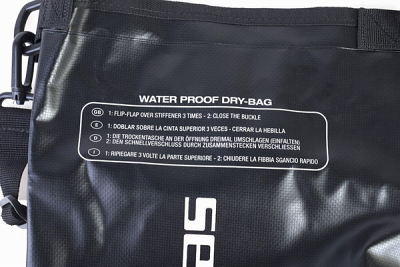 WATER PROOF DRY-BAG
GB 1: FLIP-FLAP OVER STIFFENER 3 TIMES - 2: CLOSE THE BUCKLE
E 1: DOBLAR SOBRE LA CINTA SUPERIOR 3 VECES - CERRAR LA HEBILLA
D 1: DIE TROCKENTASCHE AN DER ÖFFNUNG DREIMAL UMSCHLAGEN (EINFALTEN)
2: DEN SCHNELLVERSCHLUSS DURCH ZUSAMMENSTECKEN VERSCHLIESSEN
I 1: RIPIEGARE 3 VOLTE LA PARTE SUPERIORE - 2: CHIUDERE LA FIBBIA SGANCIO RAPIDO
sea